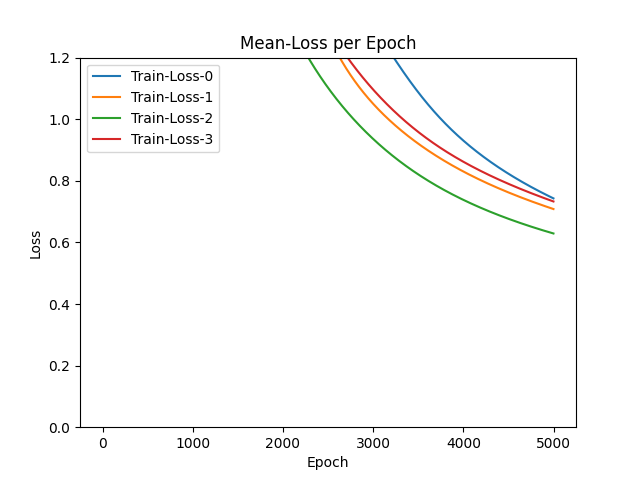 Mean-Loss per Epoch
Train-Loss-0
Train-Loss-1
Train-Loss-2
Train-Loss-3
Loss
1.2
1.0
0.8
0.6
0.4
0.2
0.0
0 1000 2000 3000 4000 5000
Epoch